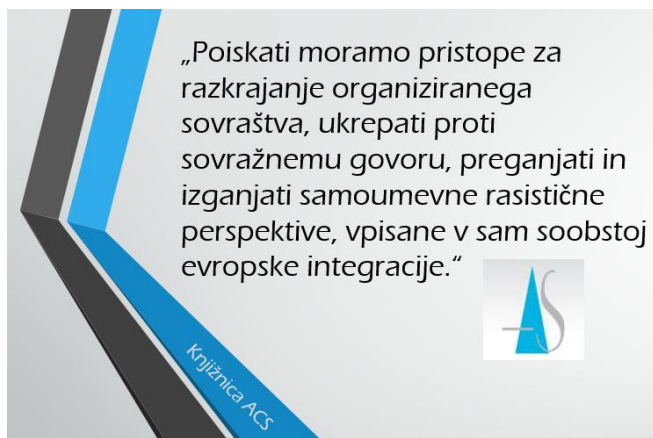 „Poiskati moramo pristope za
razkrajanje organiziranega
sovraštva, ukrepati proti
sovražnemu govoru, preganjati in
izganjati samoumevne rasistične
perspektive, vpisane v sam soobstoj
evropske integracije.“
Knjižnica ACS